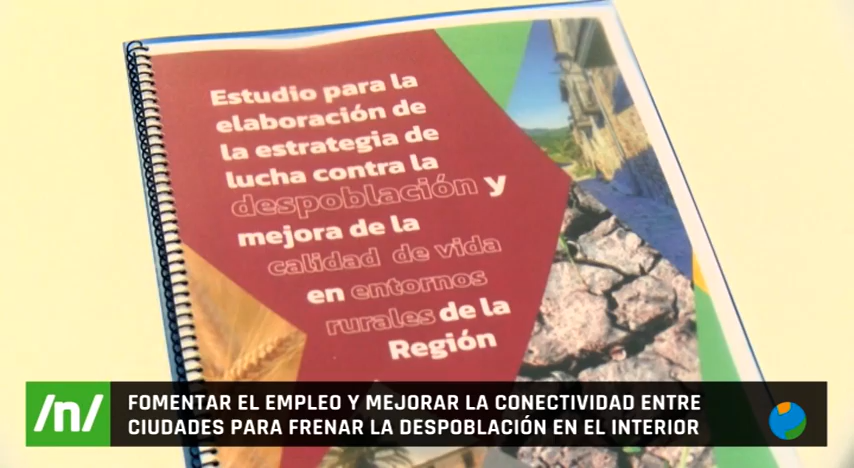 Estudio para la
elaboración de
la estrategia de
lucha contra la
despoblación y
mejora de la
calidad de vida
en entornos
rurales de la
Región
/n/
FOMENTAR EL EMPLEO Y MEJORAR LA CONECTIVIDAD ENTRE
CIUDADES PARA FRENAR LA DESPOBLACIÓN EN EL INTERIOR